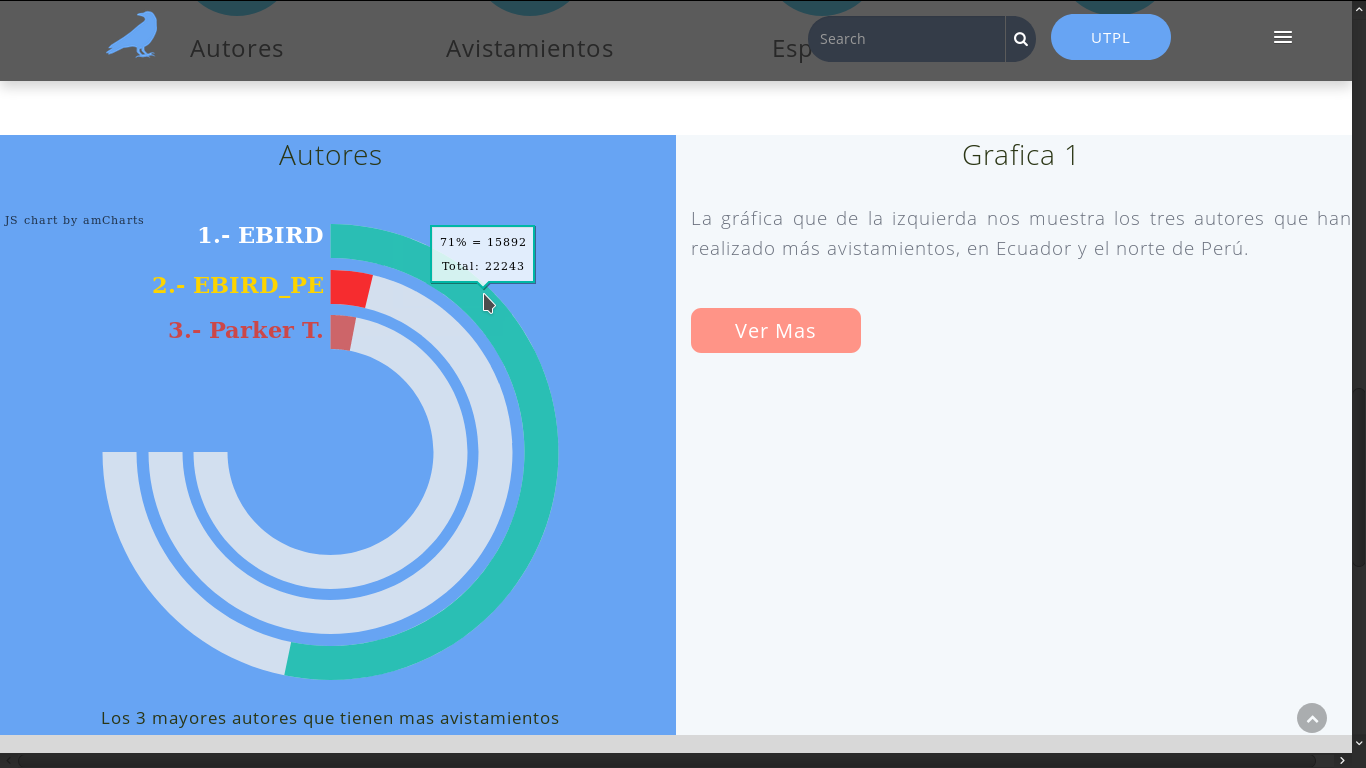 Autores
Avistamientos
Esp
Search
UTPL
Autores
JS chart by amCharts
1.- EBIRD
2.- EBIRD_PE
3.- Parker T.
71% = 15892
Total: 22243
Los 3 mayores autores que tienen mas avistamientos
Grafica 1
La gráfica que de la izquierda nos muestra los tres autores que han
realizado más avistamientos, en Ecuador y el norte de Perú.
Ver Mas